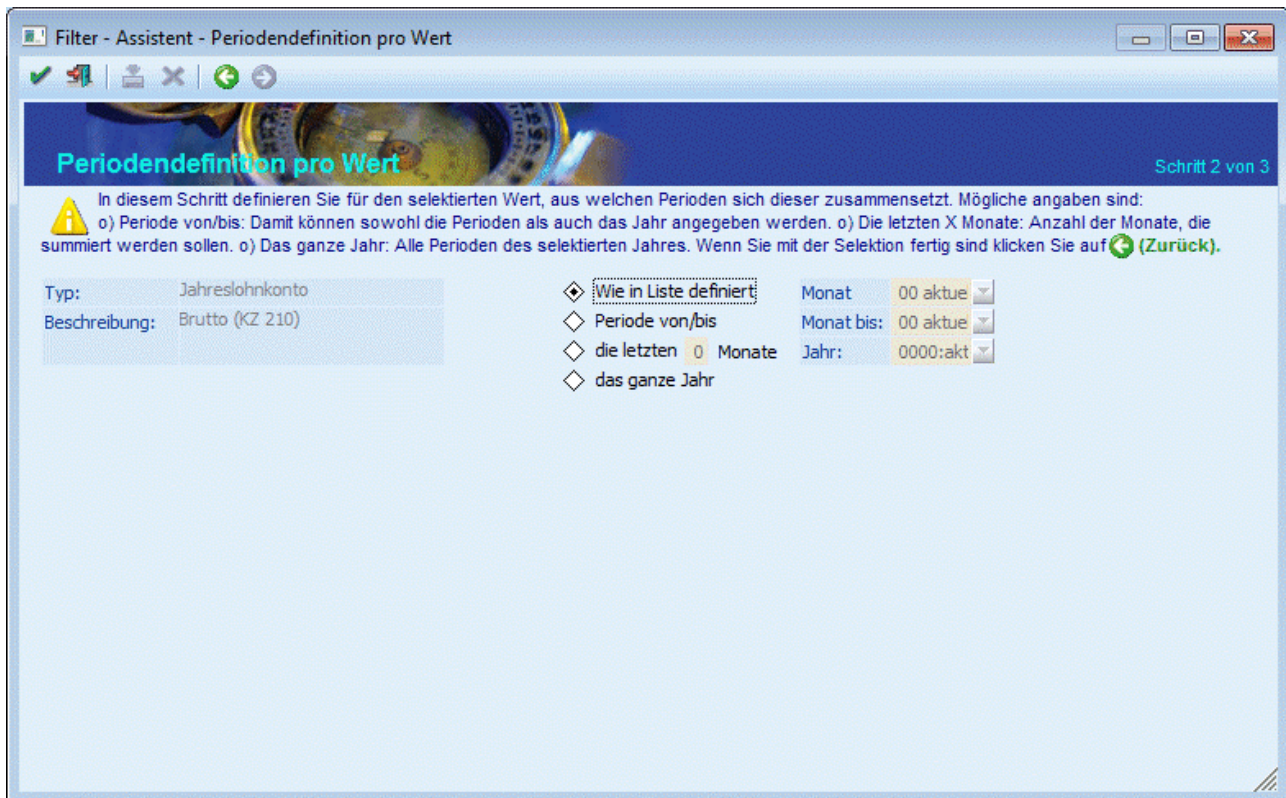 Filter - Assistent - Periodendefinition pro Wert
Periodendefinition pro Wert
Schritt 2 von 3
In diesem Schritt definieren Sie für den selektierten Wert, aus welchen Perioden sich dieser zusammensetzt. Mögliche angaben sind:
o) Periode von/bis: Damit können sowohl die Perioden als auch das Jahr angegeben werden. o) Die letzten X Monate: Anzahl der Monate, die
summiert werden sollen. o) Das ganze Jahr: Alle Perioden des selektierten Jahres. Wenn Sie mit der Selektion fertig sind klicken Sie auf (Zurück).
Typ: Jahreslohnkonto
Beschreibung: Brutto (KZ 210)
Wie in Liste definiert
Periode von/bis
die letzten 0 Monate
das ganze Jahr
Monat 00 aktue
Monat bis: 00 aktue
Jahr: 0000:akt